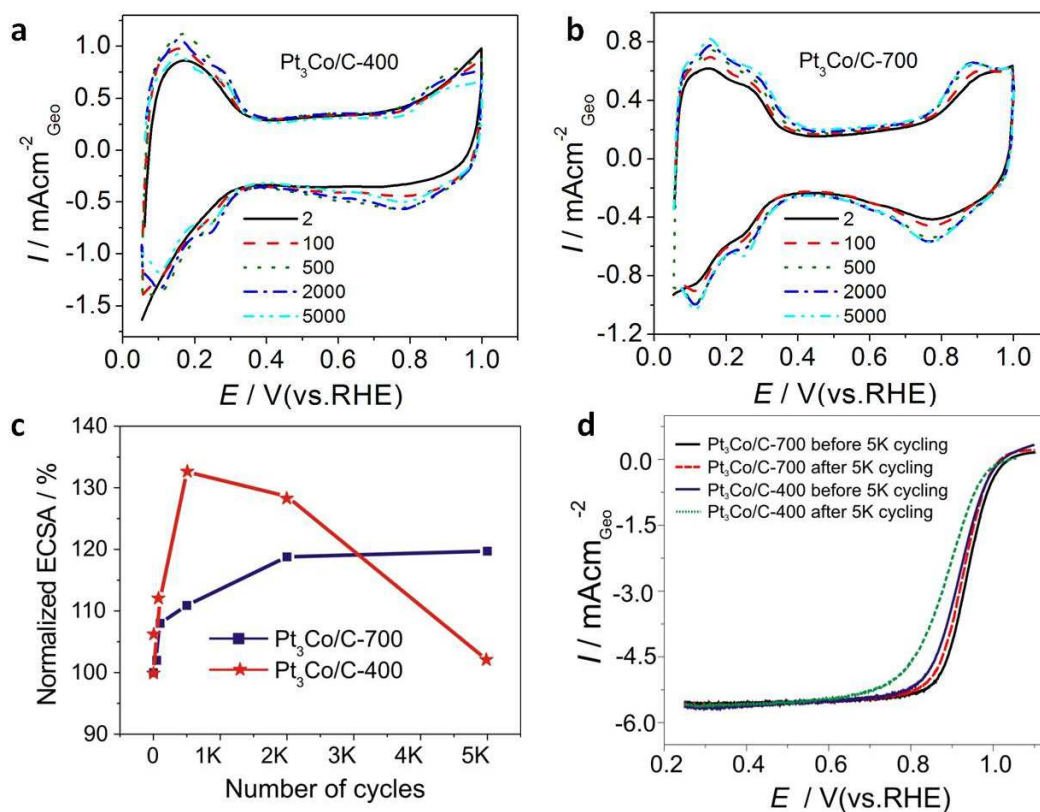 a
Pt3Co/C-400
1.0
0.5
0.0
-0.5
-1.0
-1.5
I / mAcm-2 Geo
2
100
500
2000
5000
0.0 0.2 0.4 0.6 0.8 1.0
E / V(vs.RHE)
b
Pt3Co/C-700
0.8
0.4
0.0
-0.4
-0.8
-1.2
I / mAcm-2 Geo
2
100
500
2000
5000
0.0 0.2 0.4 0.6 0.8 1.0
E / V(vs.RHE)
c
140
130
120
110
100
90
Normalized ECSA / %
Pt3Co/C-700
Pt3Co/C-400
0 1K 2K 3K 4K 5K
Number of cycles
d
Pt3Co/C-700 before 5K cycling
Pt3Co/C-700 after 5K cycling
Pt3Co/C-400 before 5K cycling
Pt3Co/C-400 after 5K cycling
0.0
-1.5
-3.0
-4.5
-6.0
I / mAcm-2 Geo
0.2 0.4 0.6 0.8 1.0
E / V(vs.RHE)